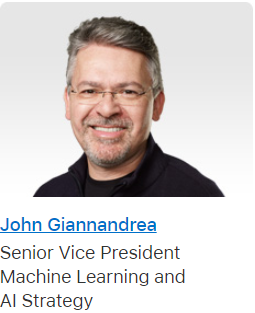 John Giannandrea
Senior Vice President
Machine Learning and
AI Strategy